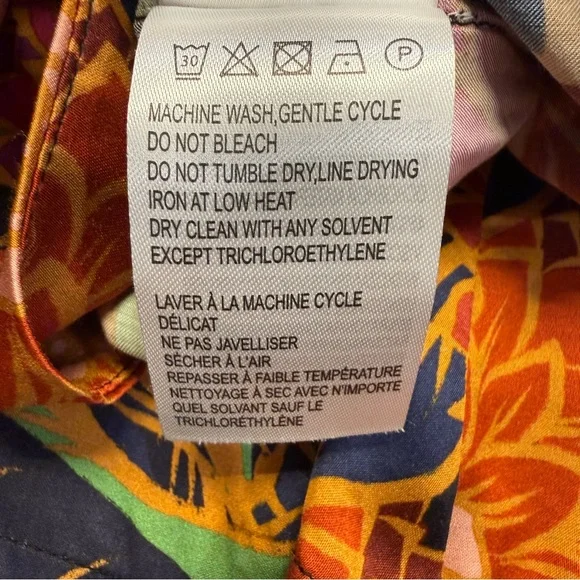 30 P
MACHINE WASH,GENTLE CYCLE
DO NOT BLEACH
DO NOT TUMBLE DRY,LINE DRYING
IRON AT LOW HEAT
DRY CLEAN WITH ANY SOLVENT
EXCEPT TRICHLOROETHYLENE
LAVER À LA MACHINE CYCLE
DÉLICAT
NE PAS JAVELLISER
SÉCHER À L'AIR
REPASSER À FAIBLE TEMPÉRATURE
NETTOYAGE À SEC AVEC N'IMPORTE
QUEL SOLVANT SAUF LE
TRICHLORÉTHYLÈNE